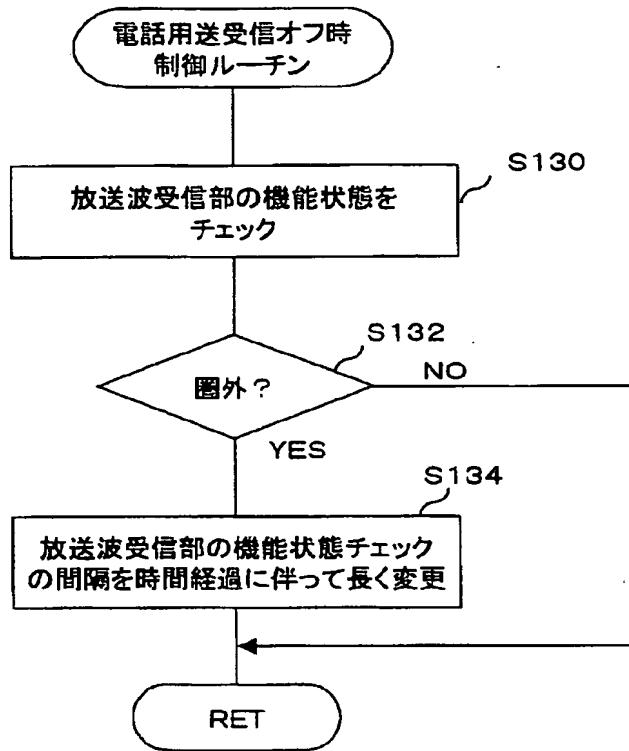 電話用送受信オフ時
制御ルーチン
S130
放送波受信部の機能状態を
チェック
S132
圏外?
NO
YES
S134
放送波受信部の機能状態チェック
の間隔を時間経過に伴って長く変更
RET